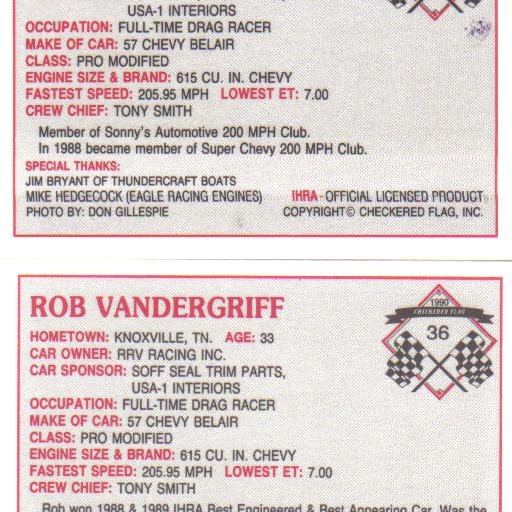 USA-1 INTERIORS
OCCUPATION: FULL-TIME DRAG RACER
MAKE OF CAR: 57 CHEVY BELAIR
CLASS: PRO MODIFIED
ENGINE SIZE & BRAND: 615 CU. IN. CHEVY
FASTEST SPEED: 205.95 MPH LOWEST ET: 7.00
CREW CHIEF: TONY SMITH
Member of Sonny's Automotive 200 MPH Club.
In 1988 became member of Super Chevy 200 MPH Club.
SPECIAL THANKS:
JIM BRYANT OF THUNDERCRAFT BOATS
MIKE HEDGECOCK (EAGLE RACING ENGINES) IHRA - OFFICIAL LICENSED PRODUCT
PHOTO BY: DON GILLESPIE COPYRIGHT© CHECKERED FLAG, INC.
ROB VANDERGRIFF
1990
CHECKERED FLAG
36
HOMETOWN: KNOXVILLE, TN. AGE: 33
CAR OWNER: RRV RACING INC.
CAR SPONSOR: SOFF SEAL TRIM PARTS,
USA-1 INTERIORS
OCCUPATION: FULL-TIME DRAG RACER
MAKE OF CAR: 57 CHEVY BELAIR
CLASS: PRO MODIFIED
ENGINE SIZE & BRAND: 615 CU. IN. CHEVY
FASTEST SPEED: 205.95 MPH LOWEST ET: 7.00
CREW CHIEF: TONY SMITH
Rob won 1988 & 1989 IHRA Best Engineered & Best Appearing Car. Was the